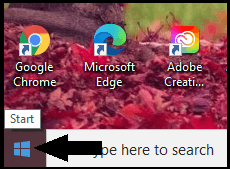 Google Microsoft Adobe
Chrome Edge Creati...
Start
ype here to search